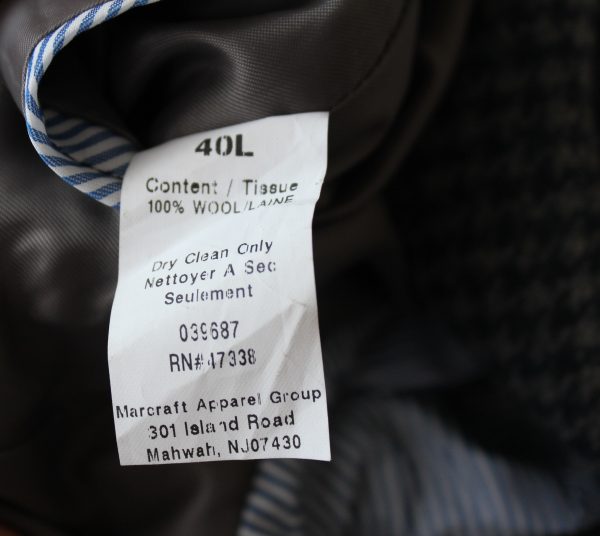 40L
Content / Tissue
100% WOOL/LAINE
Dry Clean Only
Nettoyer A Sec
Seulement
039687
RN#47338
Marcraft Apparel Group
301 Island Road
Mahwah, NJ07430